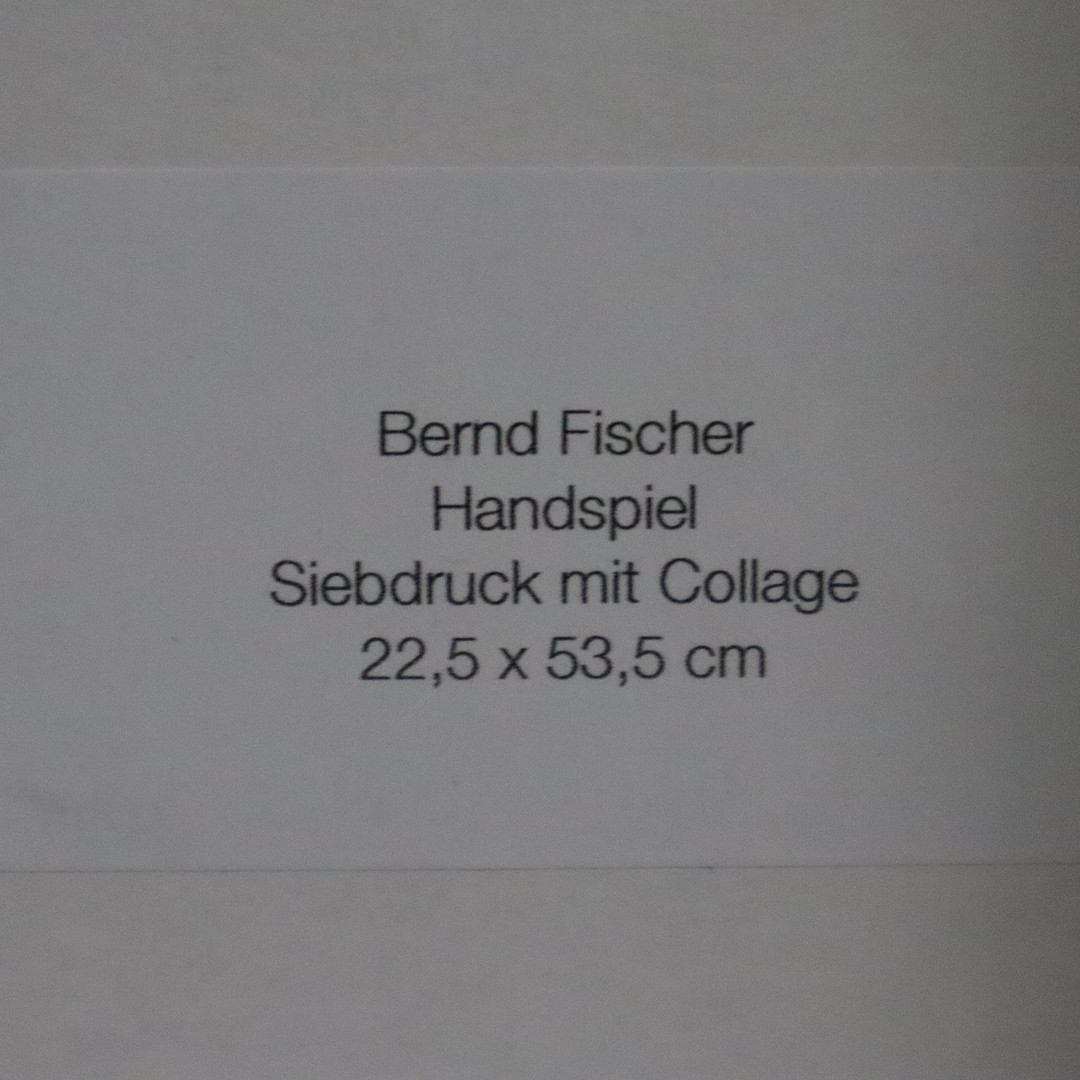 Bernd Fischer
Handspiel
Siebdruck mit Collage
22,5 x 53,5 cm